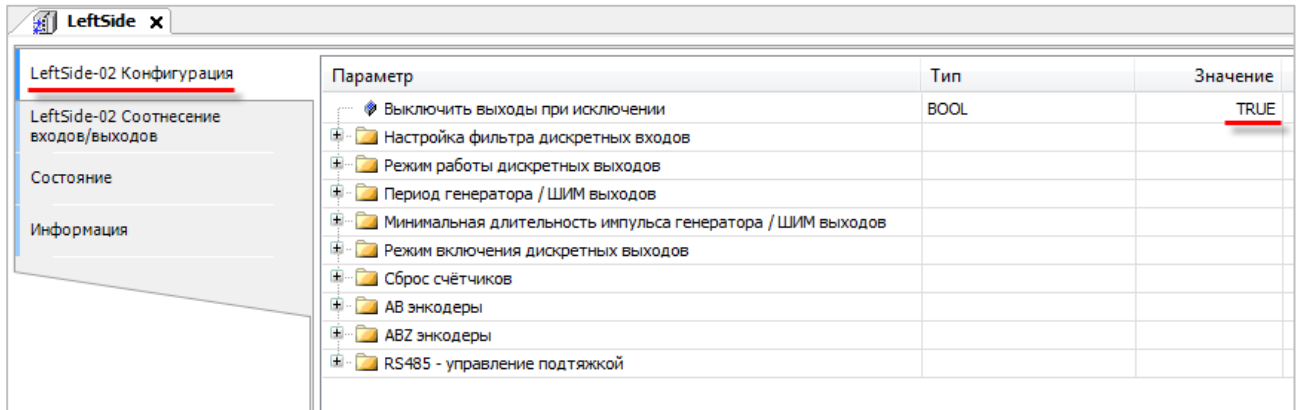 LeftSide x
LeftSide-02 Конфигурация
LeftSide-02 Соотнесение
входов/выходов
Состояние
Информация
Параметр Тип Значение
Выключить выходы при исключении BOOL TRUE
Настройка фильтра дискретных входов
Режим работы дискретных выходов
Период генератора / ШИМ выходов
Минимальная длительность импульса генератора / ШИМ выходов
Режим включения дискретных выходов
Сброс счётчиков
AB энкодеры
ABZ энкодеры
RS485 - управление подтяжкой